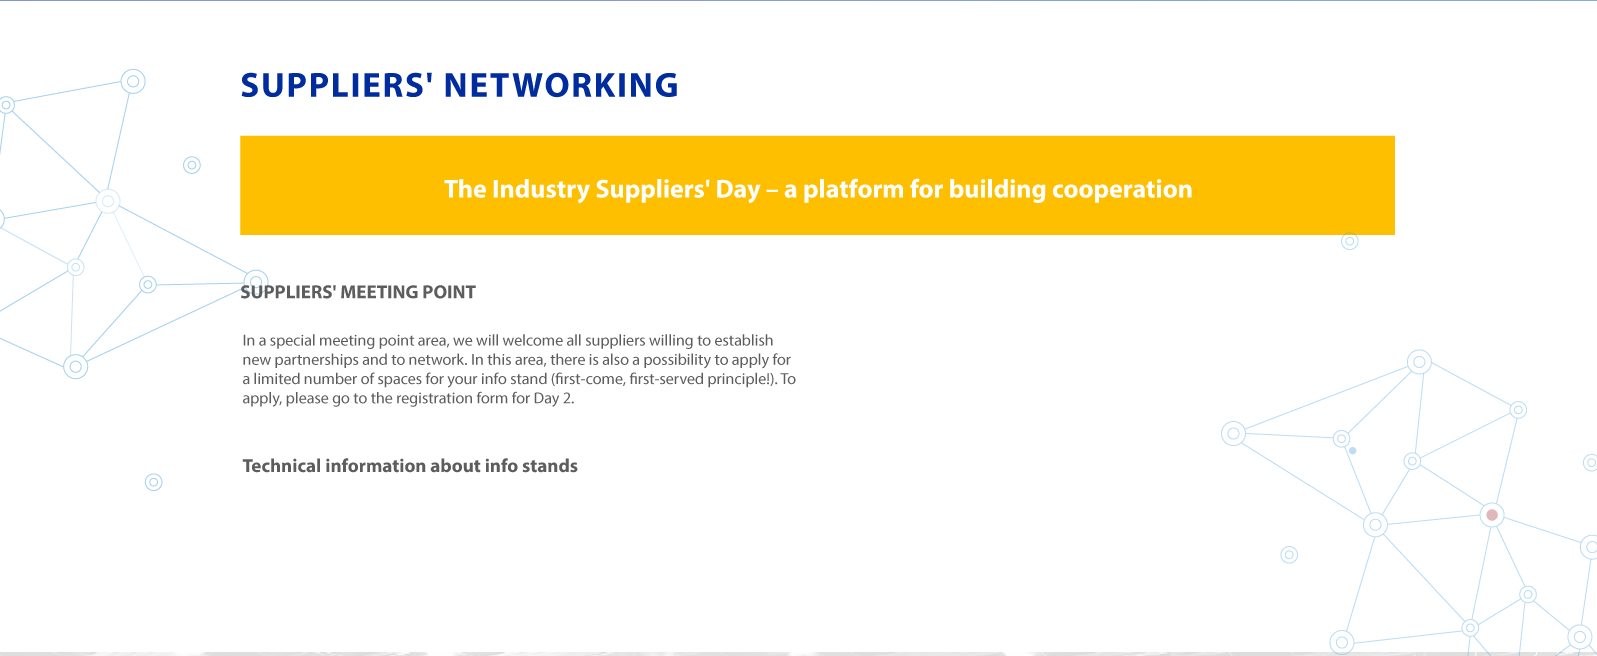 SUPPLIERS' NETWORKING
The Industry Suppliers' Day – a platform for building cooperation
SUPPLIERS' MEETING POINT
In a special meeting point area, we will welcome all suppliers willing to establish
new partnerships and to network. In this area, there is also a possibility to apply for
a limited number of spaces for your info stand (first-come, first-served principle!). To
apply, please go to the registration form for Day 2.
Technical information about info stands